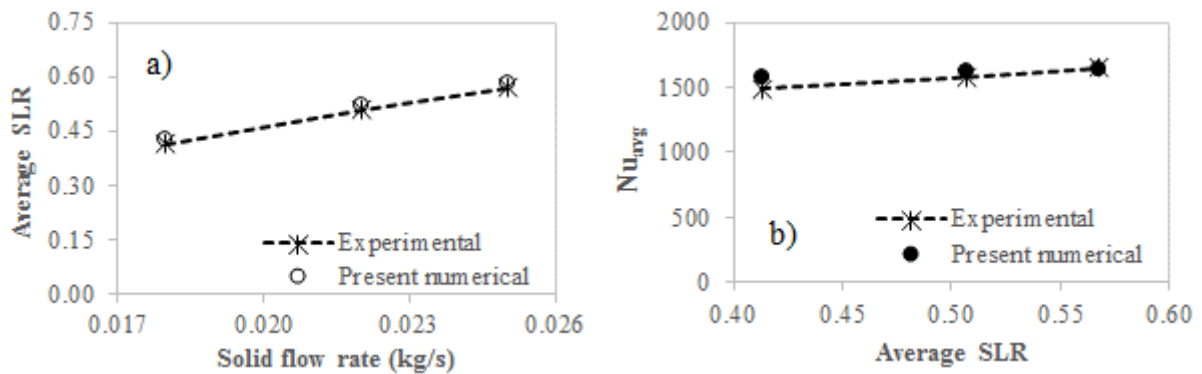 0.75
0.60
0.45
0.30
0.15
0.00
Average SLR
a)
Experimental
Present numerical
0.017 0.020 0.023 0.026
Solid flow rate (kg/s)
2000
1500
1000
500
0
Nuavg
b)
Experimental
Present numerical
0.40 0.45 0.50 0.55 0.60
Average SLR